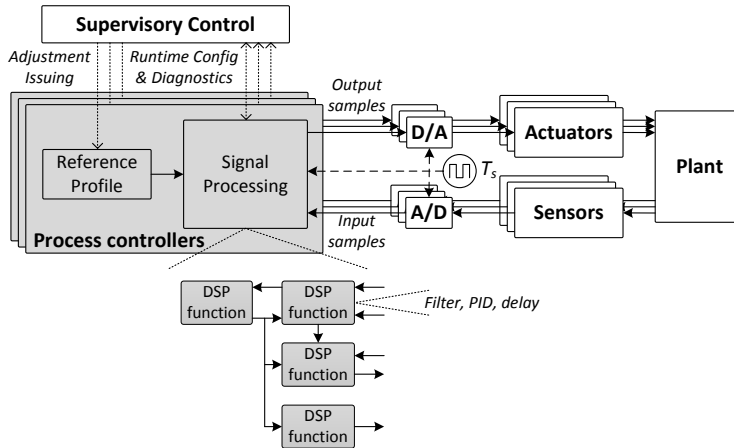 Supervisory Control
Adjustment
Issuing
Runtime Config
& Diagnostics
Output
samples
D/A
Actuators
Plant
Reference
Profile
Signal
Processing
Ts
A/D
Sensors
Input
samples
Process controllers
DSP
function
DSP
function
Filter, PID, delay
DSP
function
DSP
function